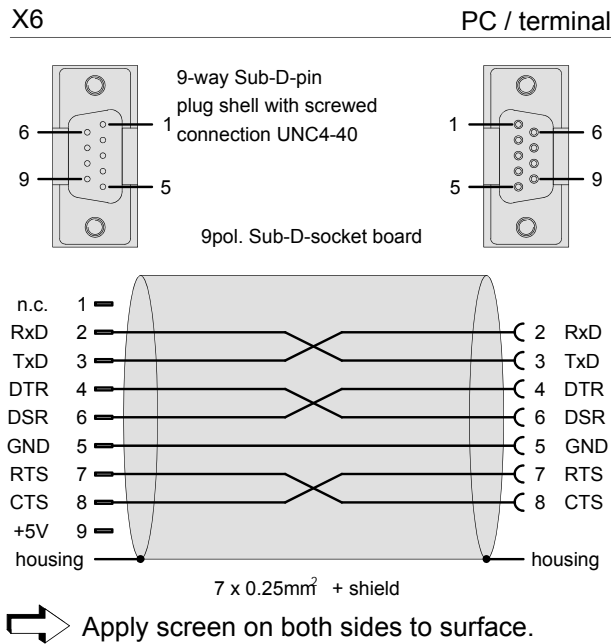 X6 PC / terminal
9-way Sub-D-pin
plug shell with screwed
connection UNC4-40
6 1 1 6
9 5 5 9
9pol. Sub-D-socket board
n.c. 1
RxD 2 2 RxD
TxD 3 3 TxD
DTR 4 4 DTR
DSR 6 6 DSR
GND 5 5 GND
RTS 7 7 RTS
CTS 8 8 CTS
+5V 9
housing housing
7 x 0.25mm² + shield
Apply screen on both sides to surface.